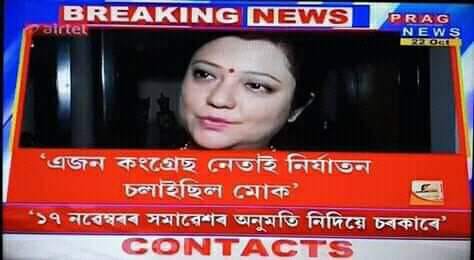 BREAKING NEWS
airtel
PRAG
NEWS
22 Oct
‘এজন কংগ্ৰেছ নেতাই নিৰ্যাতন
চলাইছিল মোক’
‘১৭ নৱেম্বৰৰ সমাৱেশৰ অনুমতি নিদিয়ে চৰকাৰে’
CONTACTS